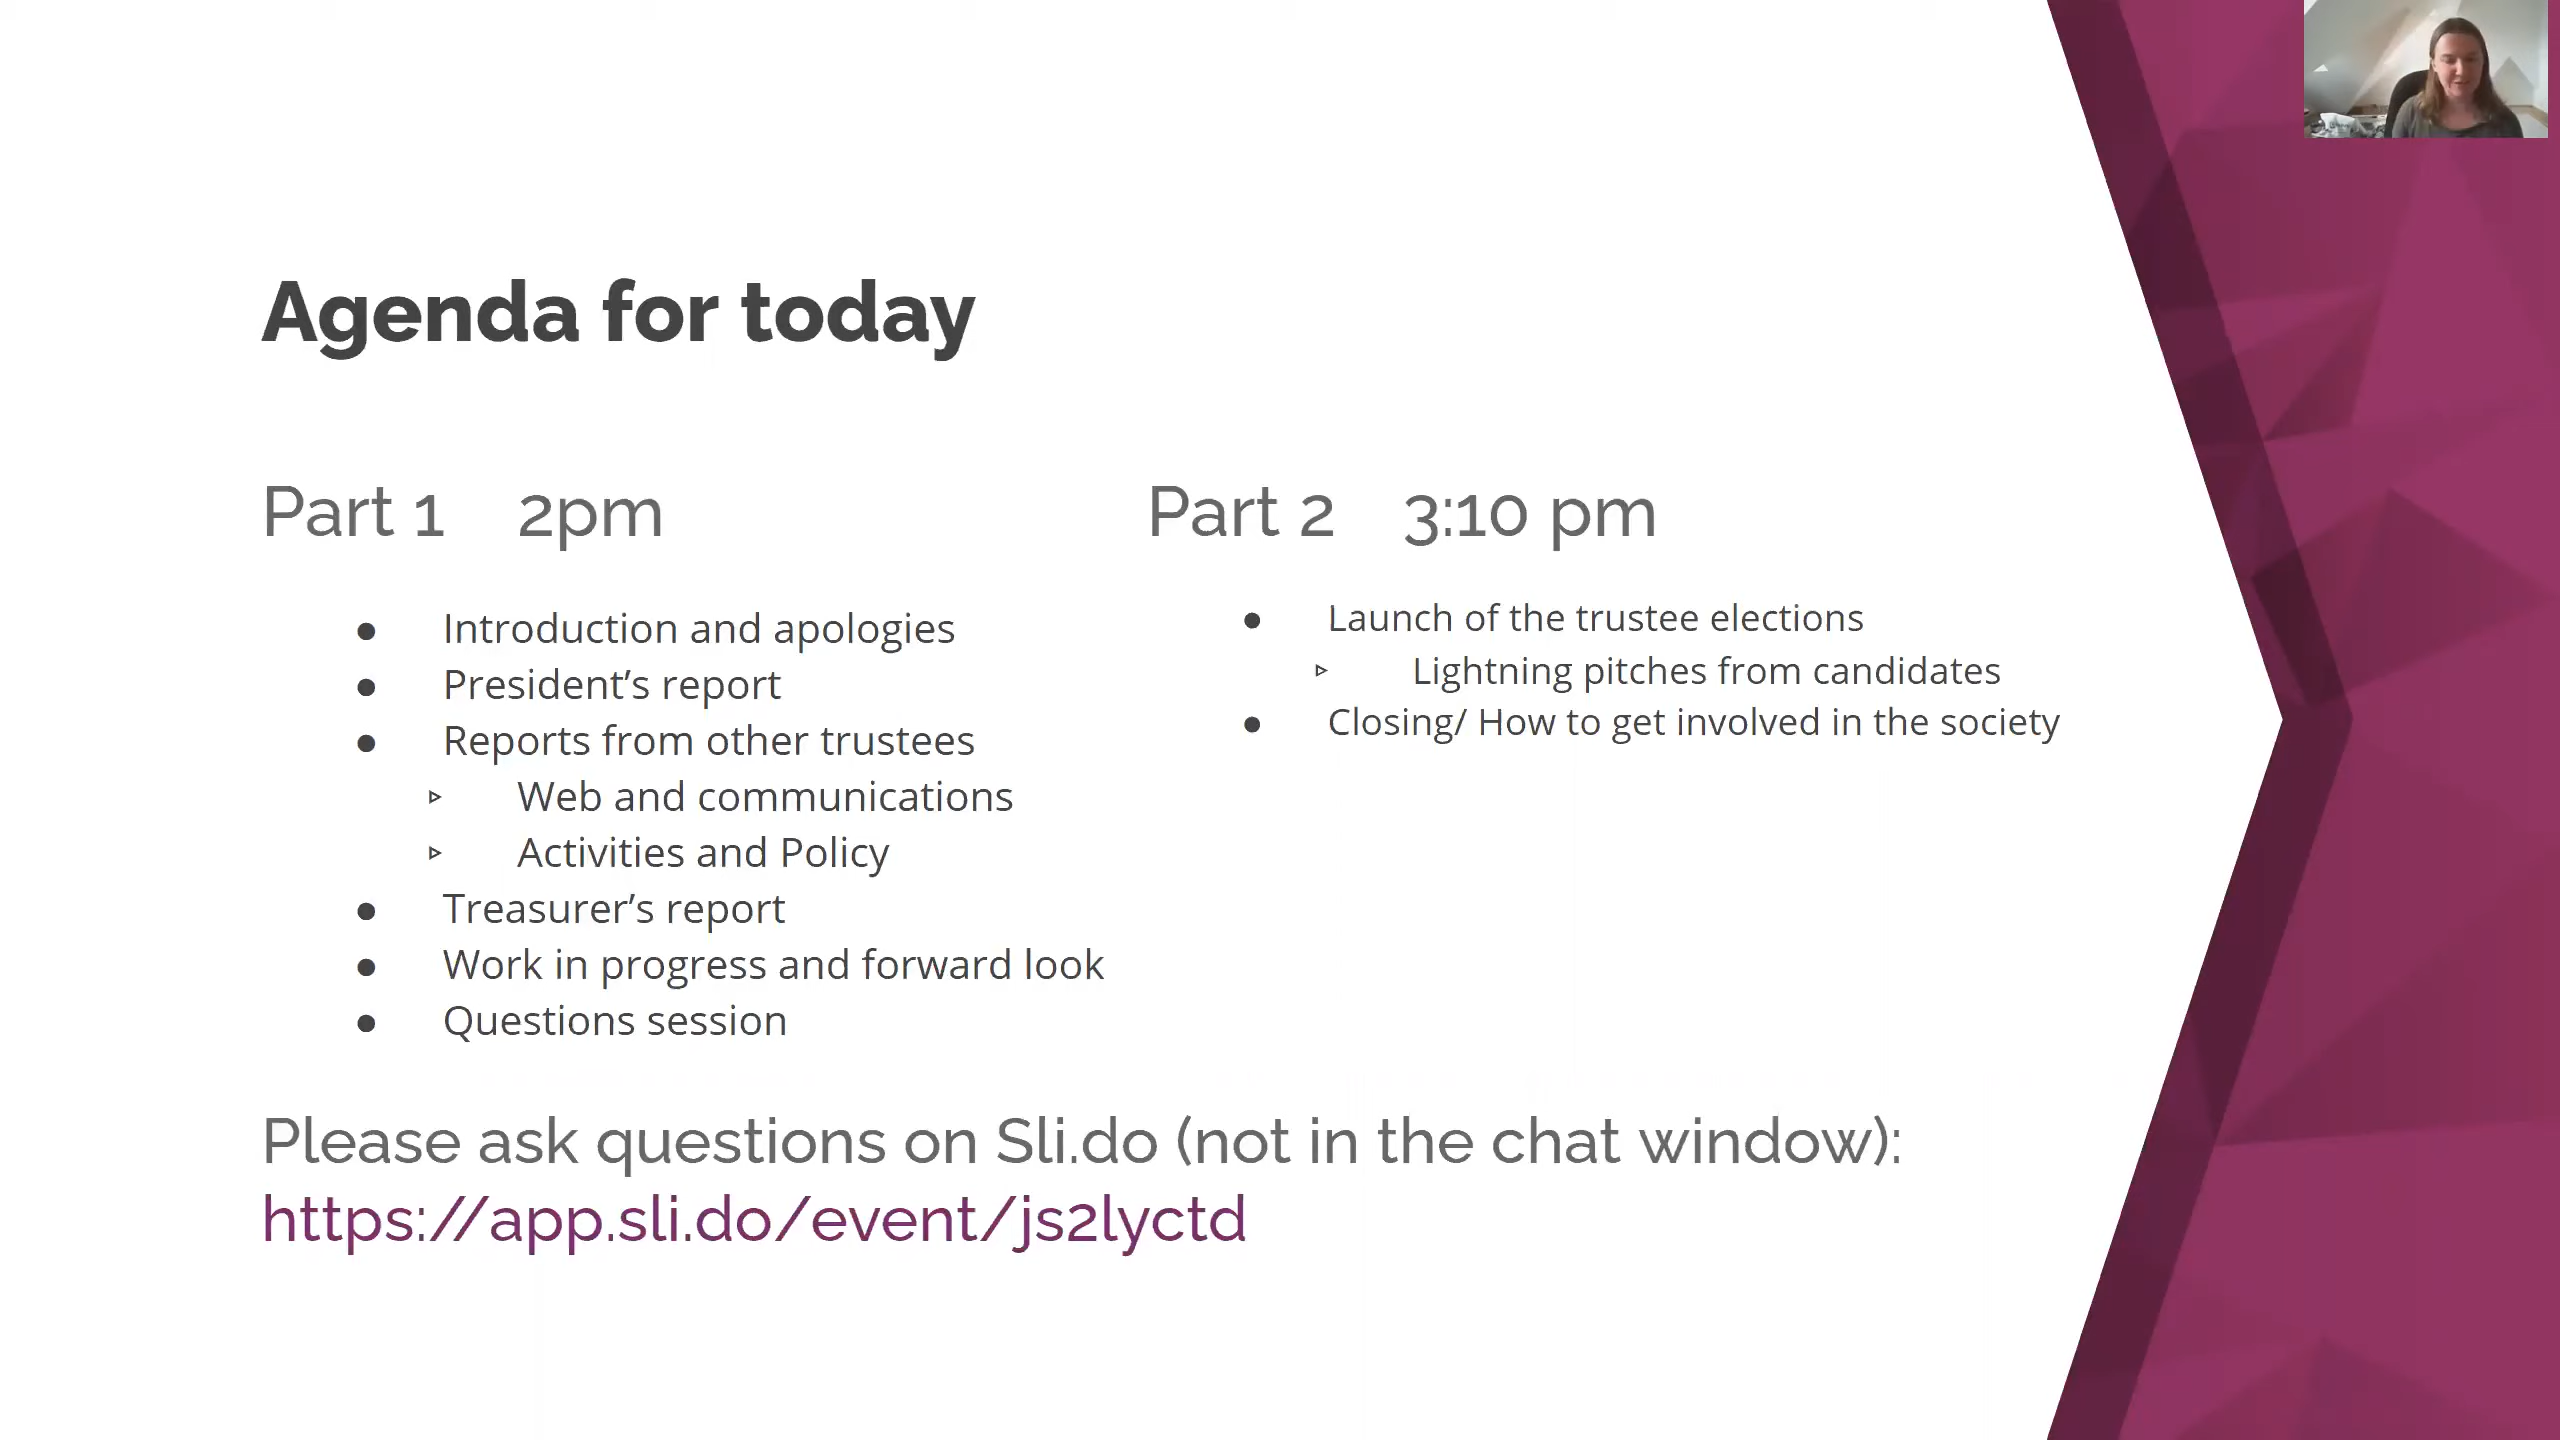 Agenda for today
Part 1 2pm
● Introduction and apologies
● President’s report
● Reports from other trustees
▹ Web and communications
▹ Activities and Policy
● Treasurer’s report
● Work in progress and forward look
● Questions session
Part 2 3:10 pm
● Launch of the trustee elections
▹ Lightning pitches from candidates
● Closing/ How to get involved in the society
Please ask questions on Sli.do (not in the chat window):
https://app.sli.do/event/js2lyctd